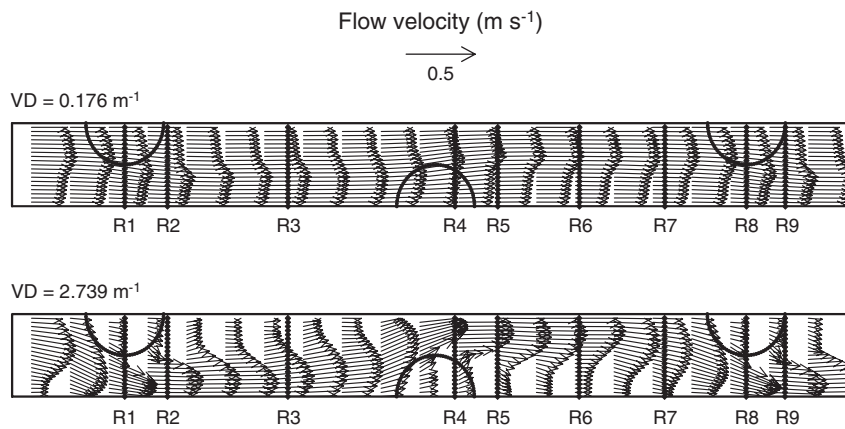 Flow velocity (m s⁻¹)
0.5
VD = 0.176 m⁻¹
R1 R2 R3 R4 R5 R6 R7 R8 R9
VD = 2.739 m⁻¹
R1 R2 R3 R4 R5 R6 R7 R8 R9